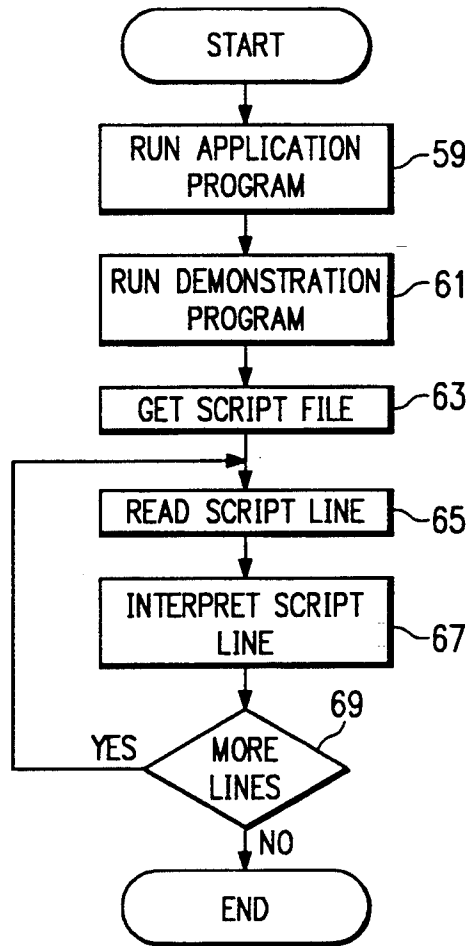 START
RUN APPLICATION
PROGRAM
59
RUN DEMONSTRATION
PROGRAM
61
GET SCRIPT FILE
63
READ SCRIPT LINE
65
INTERPRET SCRIPT
LINE
67
69
MORE
LINES
YES
NO
END